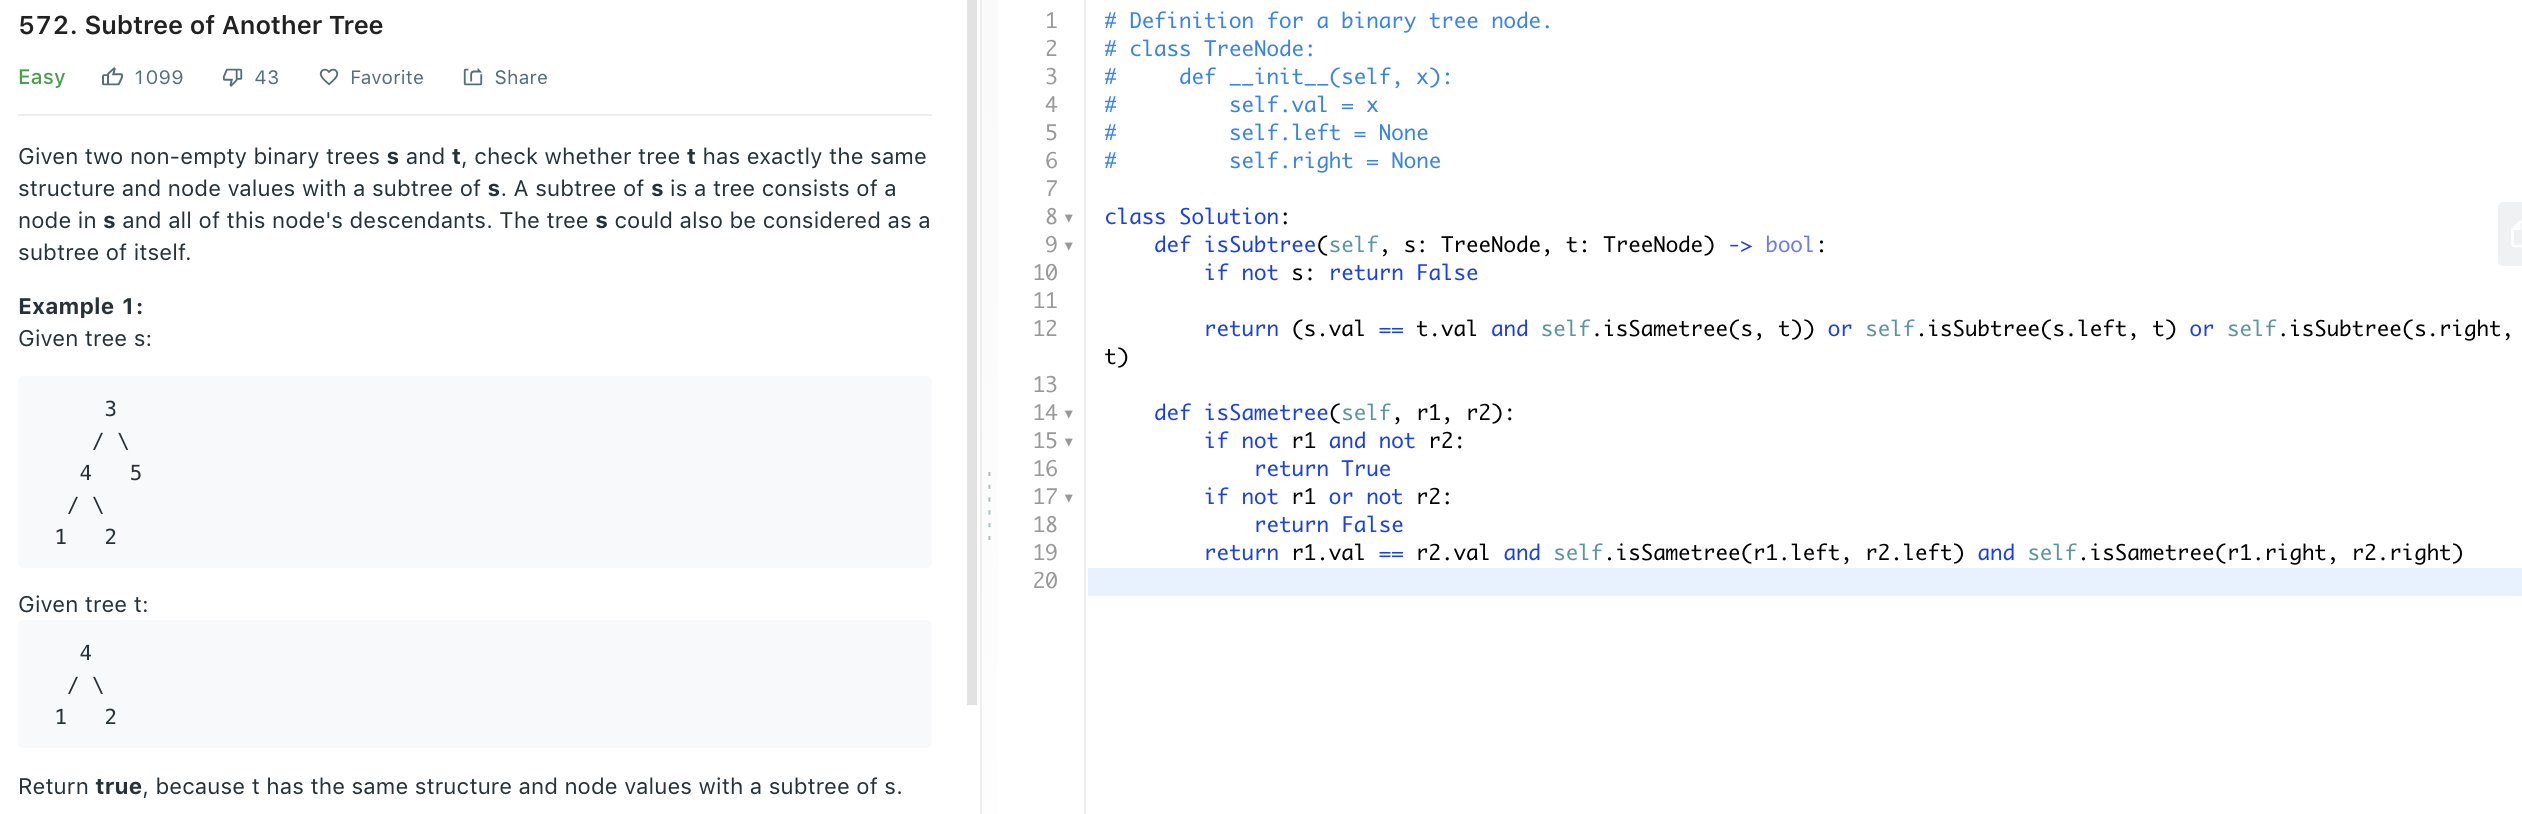 572. Subtree of Another Tree
Easy 1099 43 Favorite Share
Given two non-empty binary trees s and t, check whether tree t has exactly the same
structure and node values with a subtree of s. A subtree of s is a tree consists of a
node in s and all of this node's descendants. The tree s could also be considered as a
subtree of itself.
Example 1:
Given tree s:
3
/ \
4 5
/ \
1 2
Given tree t:
4
/ \
1 2
Return true, because t has the same structure and node values with a subtree of s.
1 # Definition for a binary tree node.
2 # class TreeNode:
3 #     def __init__(self, x):
4 #         self.val = x
5 #         self.left = None
6 #         self.right = None
7
8 class Solution:
9     def isSubtree(self, s: TreeNode, t: TreeNode) -> bool:
10         if not s: return False
11
12         return (s.val == t.val and self.isSametree(s, t)) or self.isSubtree(s.left, t) or self.isSubtree(s.right,
t)
13
14     def isSametree(self, r1, r2):
15         if not r1 and not r2:
16             return True
17         if not r1 or not r2:
18             return False
19         return r1.val == r2.val and self.isSametree(r1.left, r2.left) and self.isSametree(r1.right, r2.right)
20